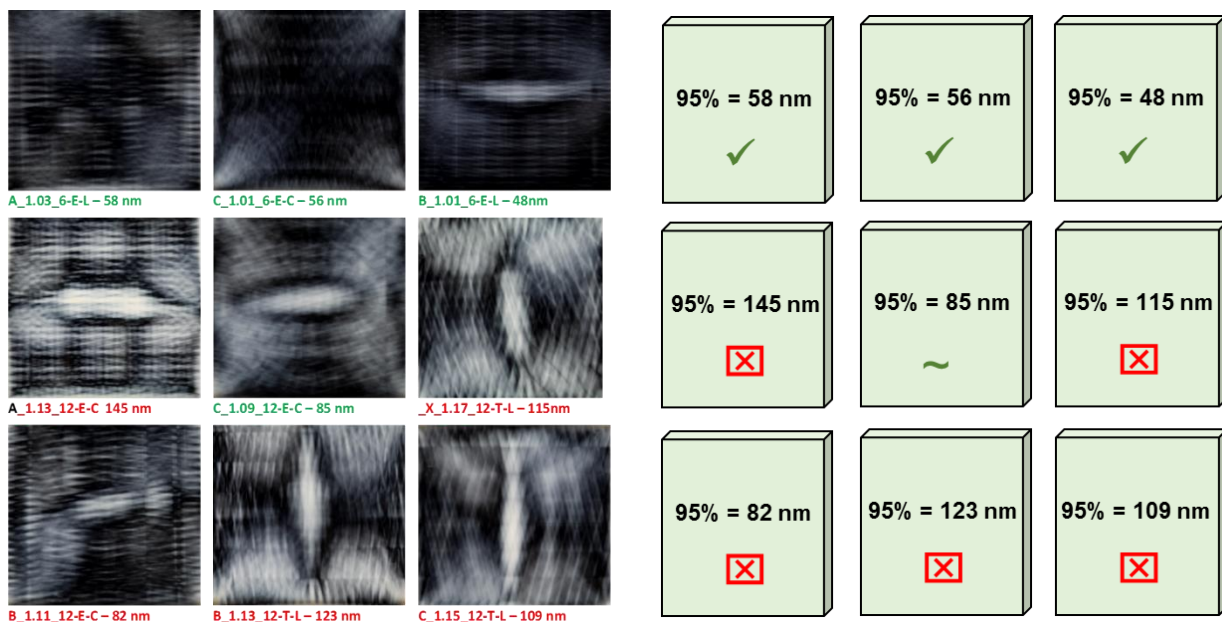 95% = 58 nm
95% = 56 nm
95% = 48 nm
A_1.03_6-E-L – 58 nm
C_1.01_6-E-C – 56 nm
B_1.01_6-E-L – 48nm
95% = 145 nm
95% = 85 nm
95% = 115 nm
A_1.13_12-E-C 145 nm
C_1.09_12-E-C – 85 nm
_X_1.17_12-T-L – 115nm
95% = 82 nm
95% = 123 nm
95% = 109 nm
B_1.11_12-E-C – 82 nm
B_1.13_12-T-L – 123 nm
C_1.15_12-T-L – 109 nm